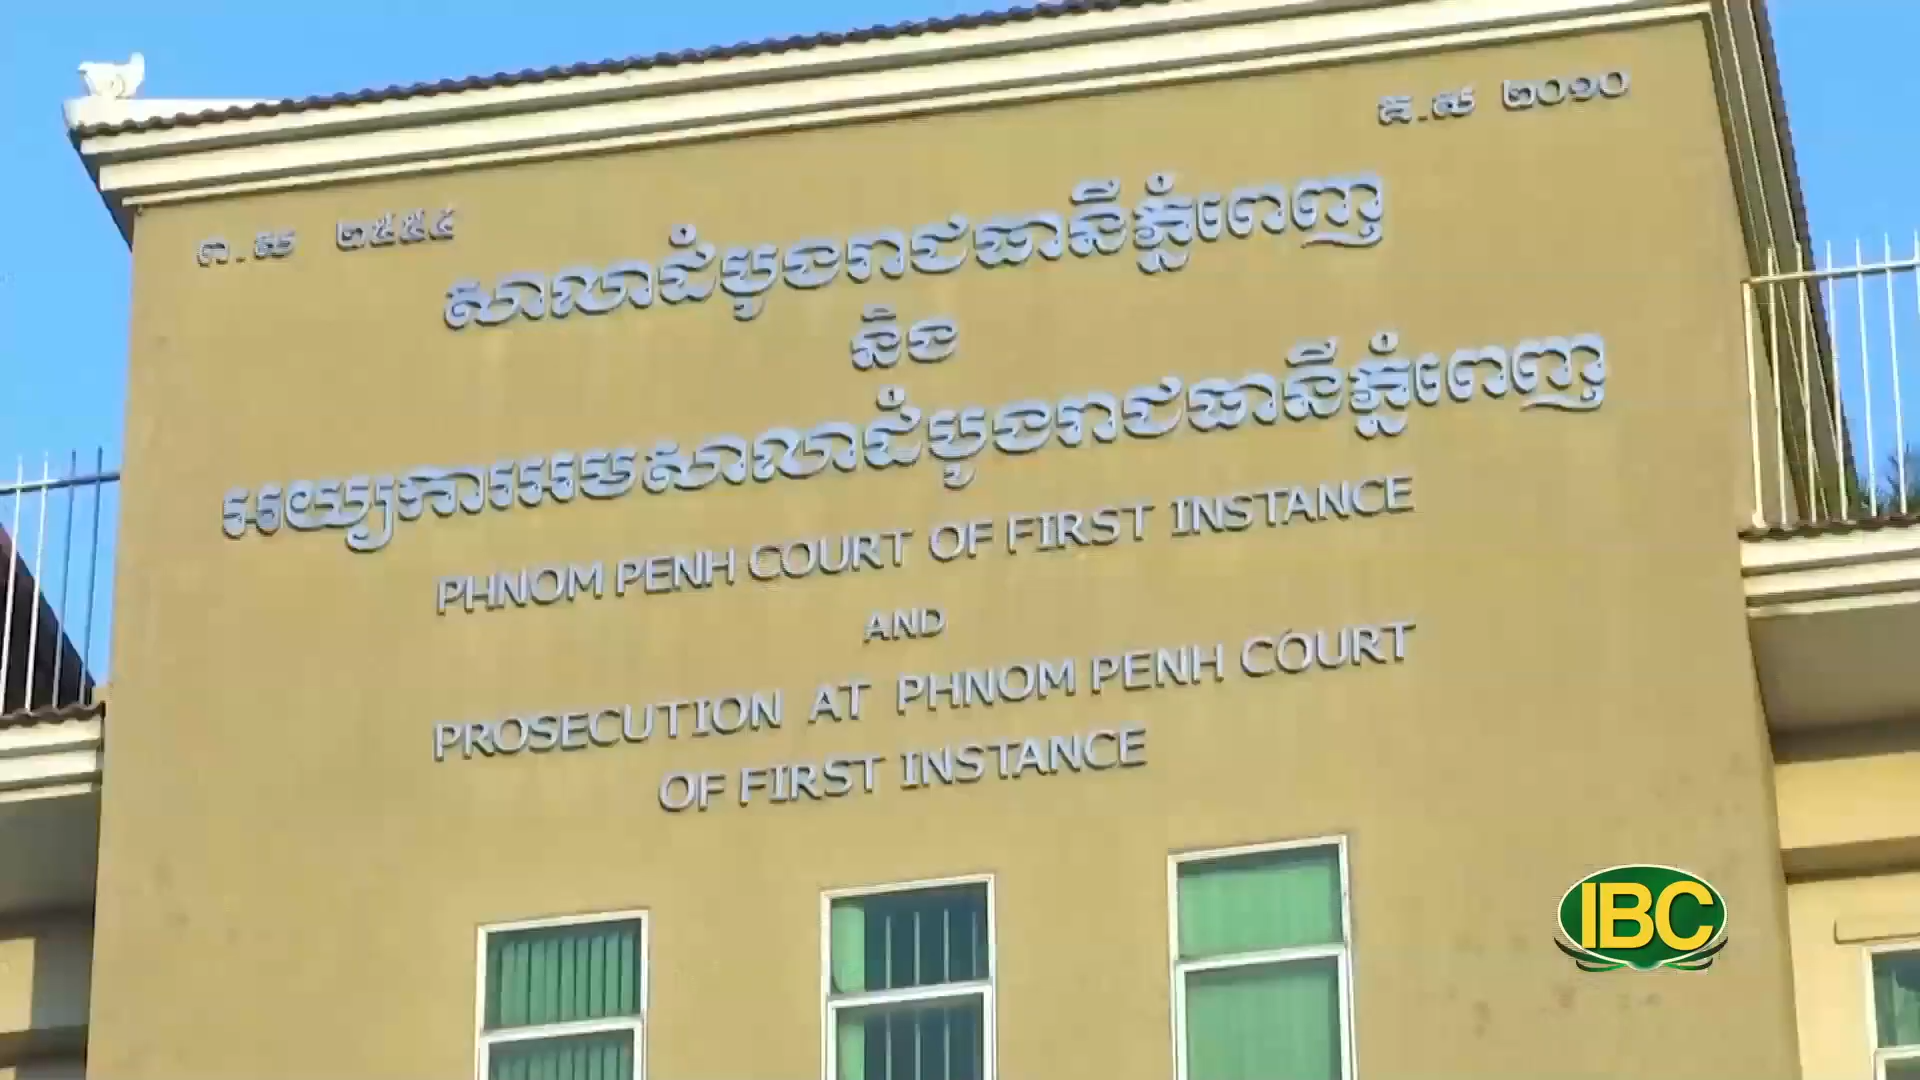 ព.ស ២៥៥៤
គ.ស ២០១០
សាលាដំបូងរាជធានីភ្នំពេញ
និង
អយ្យការអមសាលាដំបូងរាជធានីភ្នំពេញ
PHNOM PENH COURT OF FIRST INSTANCE
AND
PROSECUTION AT PHNOM PENH COURT
OF FIRST INSTANCE
IBC